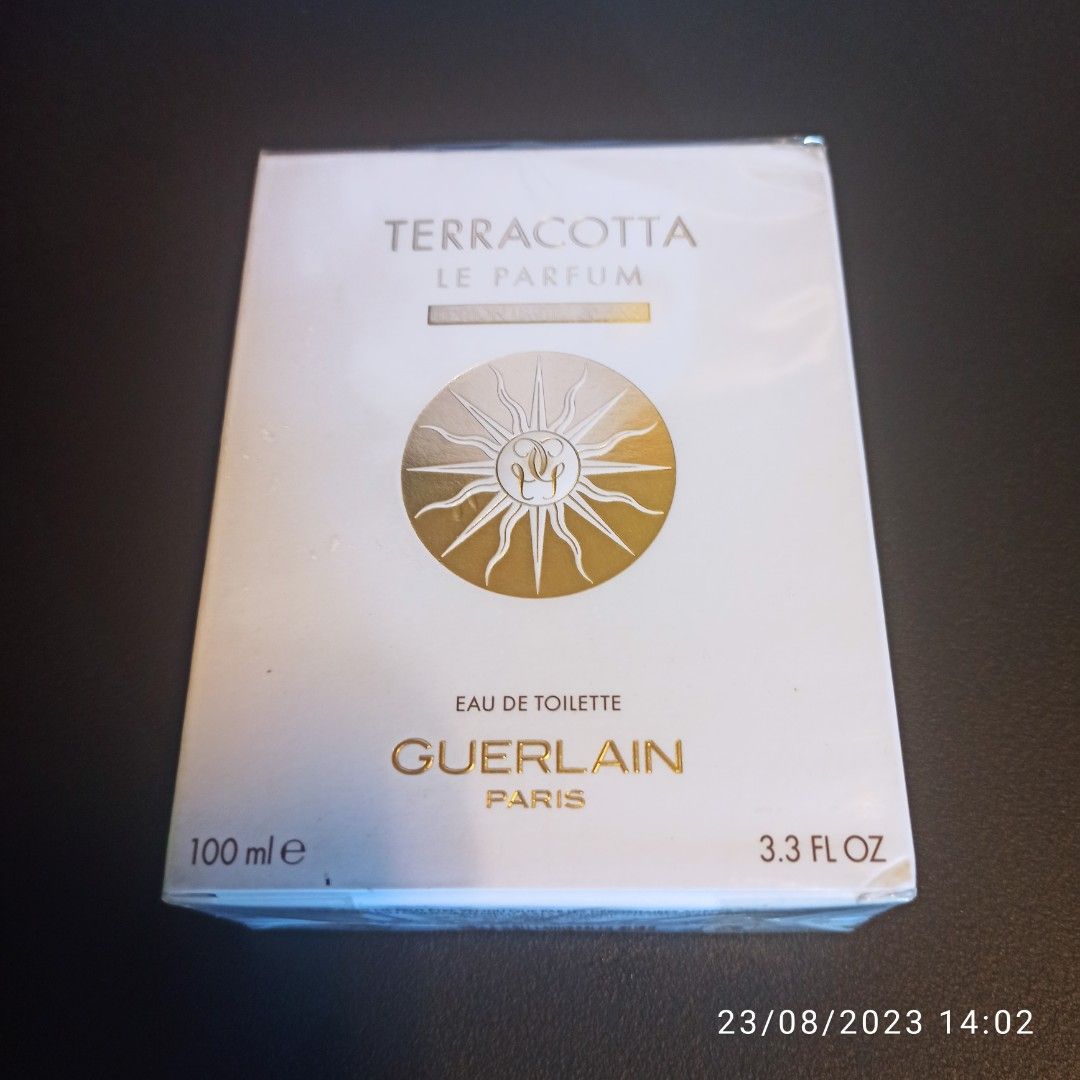 TERRACOTTA
LE PARFUM
EAU DE TOILETTE
GUERLAIN
PARIS
100 ml e
3.3 FL OZ
23/08/2023 14:02